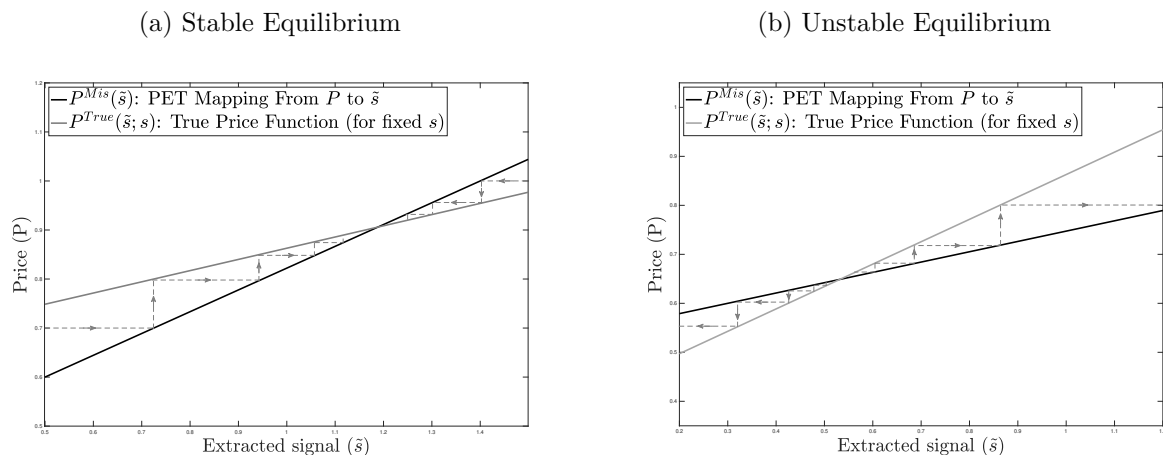 (a) Stable Equilibrium
1.2
P^{Mis}(s̃): PET Mapping From P to s̃
P^{True}(s̃; s): True Price Function (for fixed s)
1.1
1
0.9
0.8
0.7
0.6
0.5
Price (P)
0.5 0.6 0.7 0.8 0.9 1 1.1 1.2 1.3 1.4
Extracted signal (s̃)
(b) Unstable Equilibrium
P^{Mis}(s̃): PET Mapping From P to s̃
P^{True}(s̃; s): True Price Function (for fixed s)
1
0.9
0.8
0.7
0.6
0.5
0.4
Price (P)
0.2 0.3 0.4 0.5 0.6 0.7 0.8 0.9 1 1.1
Extracted signal (s̃)